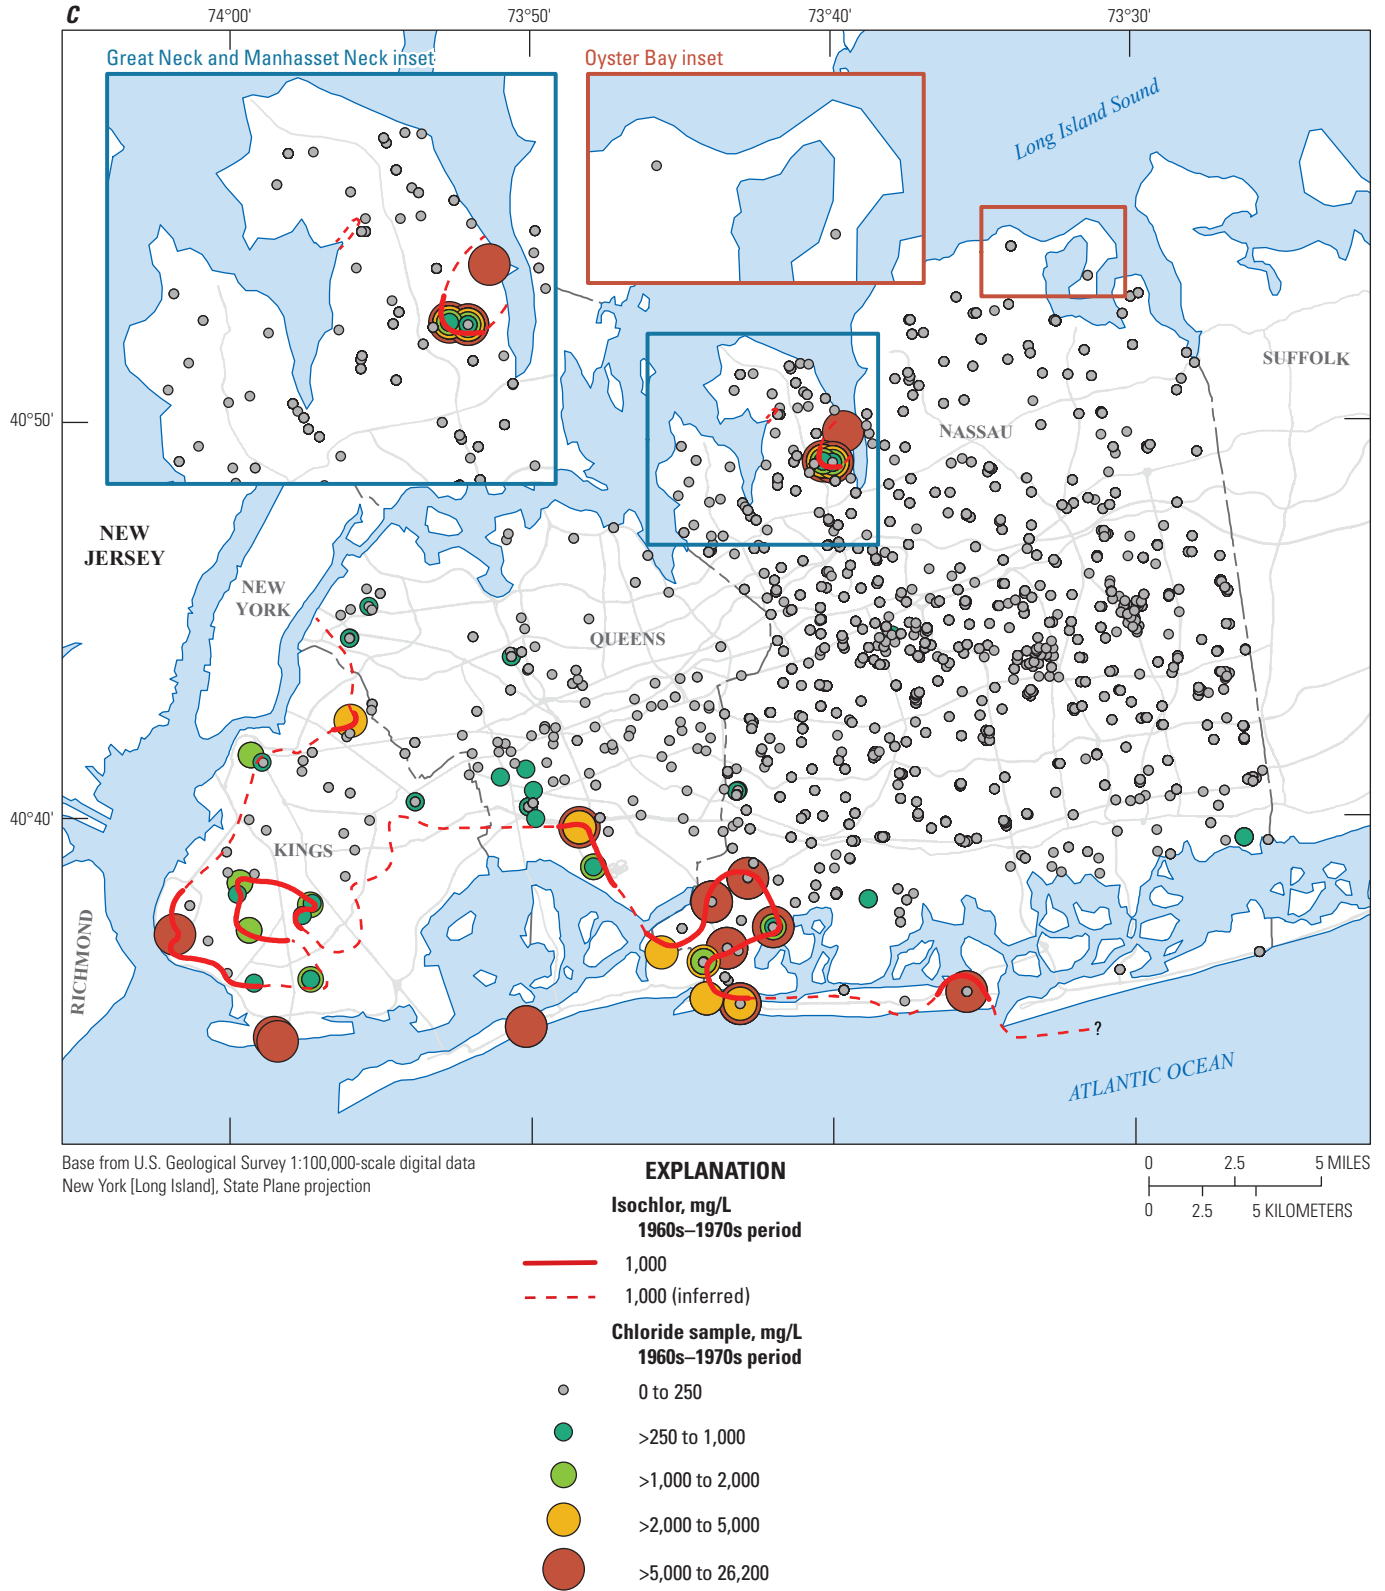 C
74°00'
73°50'
73°40'
73°30'
Great Neck and Manhasset Neck inset
Oyster Bay inset
Long Island Sound
SUFFOLK
40°50'
NASSAU
NEW
JERSEY
NEW
YORK
QUEENS
40°40'
KINGS
RICHMOND
?
ATLANTIC OCEAN
Base from U.S. Geological Survey 1:100,000-scale digital data
New York [Long Island], State Plane projection
0 2.5 5 MILES
0 2.5 5 KILOMETERS
EXPLANATION
Isochlor, mg/L
1960s–1970s period
1,000
1,000 (inferred)
Chloride sample, mg/L
1960s–1970s period
0 to 250
>250 to 1,000
>1,000 to 2,000
>2,000 to 5,000
>5,000 to 26,200